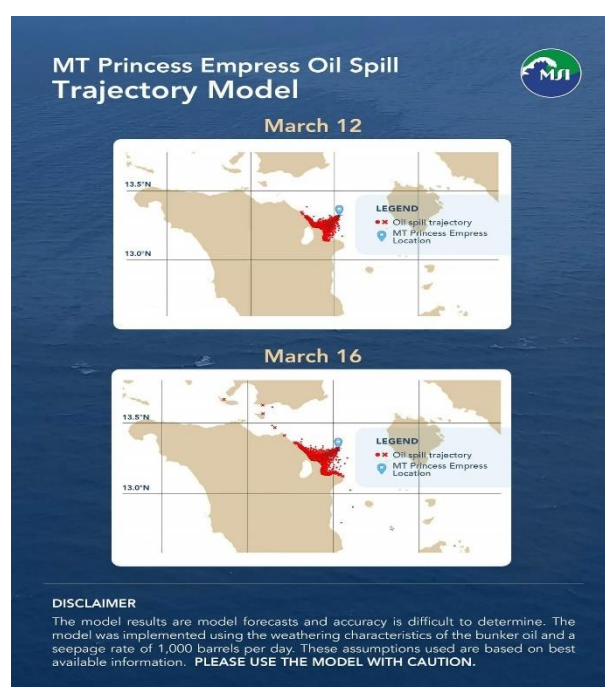 MT Princess Empress Oil Spill
Trajectory Model
MSI
March 12
13.5°N
13.0°N
LEGEND
Oil spill trajectory
MT Princess Empress
Location
March 16
13.5°N
13.0°N
LEGEND
Oil spill trajectory
MT Princess Empress
Location
DISCLAIMER
The model results are model forecasts and accuracy is difficult to determine. The
model was implemented using the weathering characteristics of the bunker oil and a
seepage rate of 1,000 barrels per day. These assumptions used are based on best
available information. PLEASE USE THE MODEL WITH CAUTION.